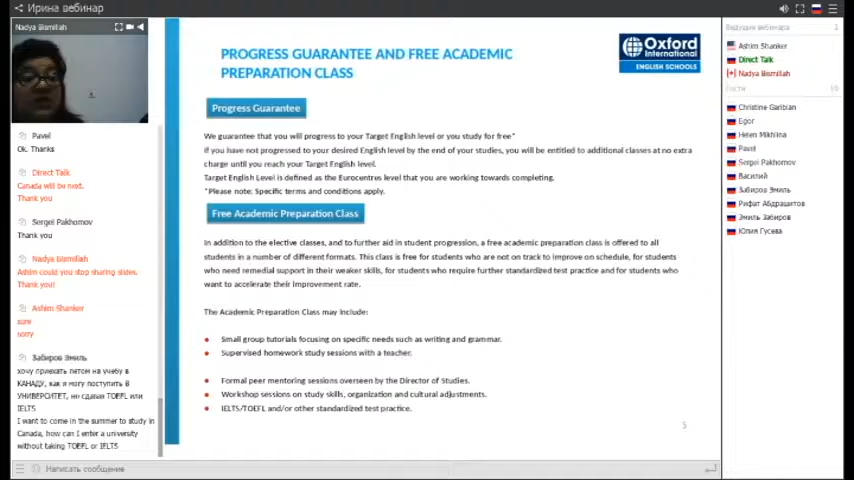 Ирина вебинар
Nadya Bismillah
Pavel
Ok. Thanks
Direct Talk
Canada will be next.
Thank you
Sergei Pakhomov
Thank you
Nadya Bismillah
Ashim could you stop sharing slides.
Thank you!
Ashim Shanker
sure
sorry
Забиров Эмиль
хочу приехать летом на учебу в
КАНАДУ, как я могу поступить В
УНИВЕРСИТЕТ, но сдавая TOEFL или
IELTS
I want to come in the summer to study in
Canada, how can I enter a university
without taking TOEFL or IELTS
Написать сообщение
PROGRESS GUARANTEE AND FREE ACADEMIC
PREPARATION CLASS
Oxford
International
ENGLISH SCHOOLS
Progress Guarantee
We guarantee that you will progress to your Target English level or you study for free*
If you have not progressed to your desired English level by the end of your studies, you will be entitled to additional classes at no extra
charge until you reach your Target English level.
Target English Level is defined as the Eurocentres level that you are working towards completing.
*Please note: Specific terms and conditions apply.
Free Academic Preparation Class
In addition to the elective classes, and to further aid in student progression, a free academic preparation class is offered to all
students in a number of different formats. This class is free for students who are not on track to improve on schedule, for students
who need remedial support in their weaker skills, for students who require further standardized test practice and for students who
want to accelerate their improvement rate.
The Academic Preparation Class may include:
Small group tutorials focusing on specific needs such as writing and grammar.
Supervised homework study sessions with a teacher.
Formal peer mentoring sessions overseen by the Director of Studies.
Workshop sessions on study skills, organization and cultural adjustments.
IELTS/TOEFL and/or other standardized test practice.
5
Ведущие вебинара 3
Ashim Shanker
Direct Talk
Nadya Bismillah
Гости 10
Christine Garibian
Egor
Helen Mikhlina
Pavel
Sergei Pakhomov
Василий
Забиров Эмиль
Рифат Абдрашитов
Эмиль Забиров
Юлия Гусева